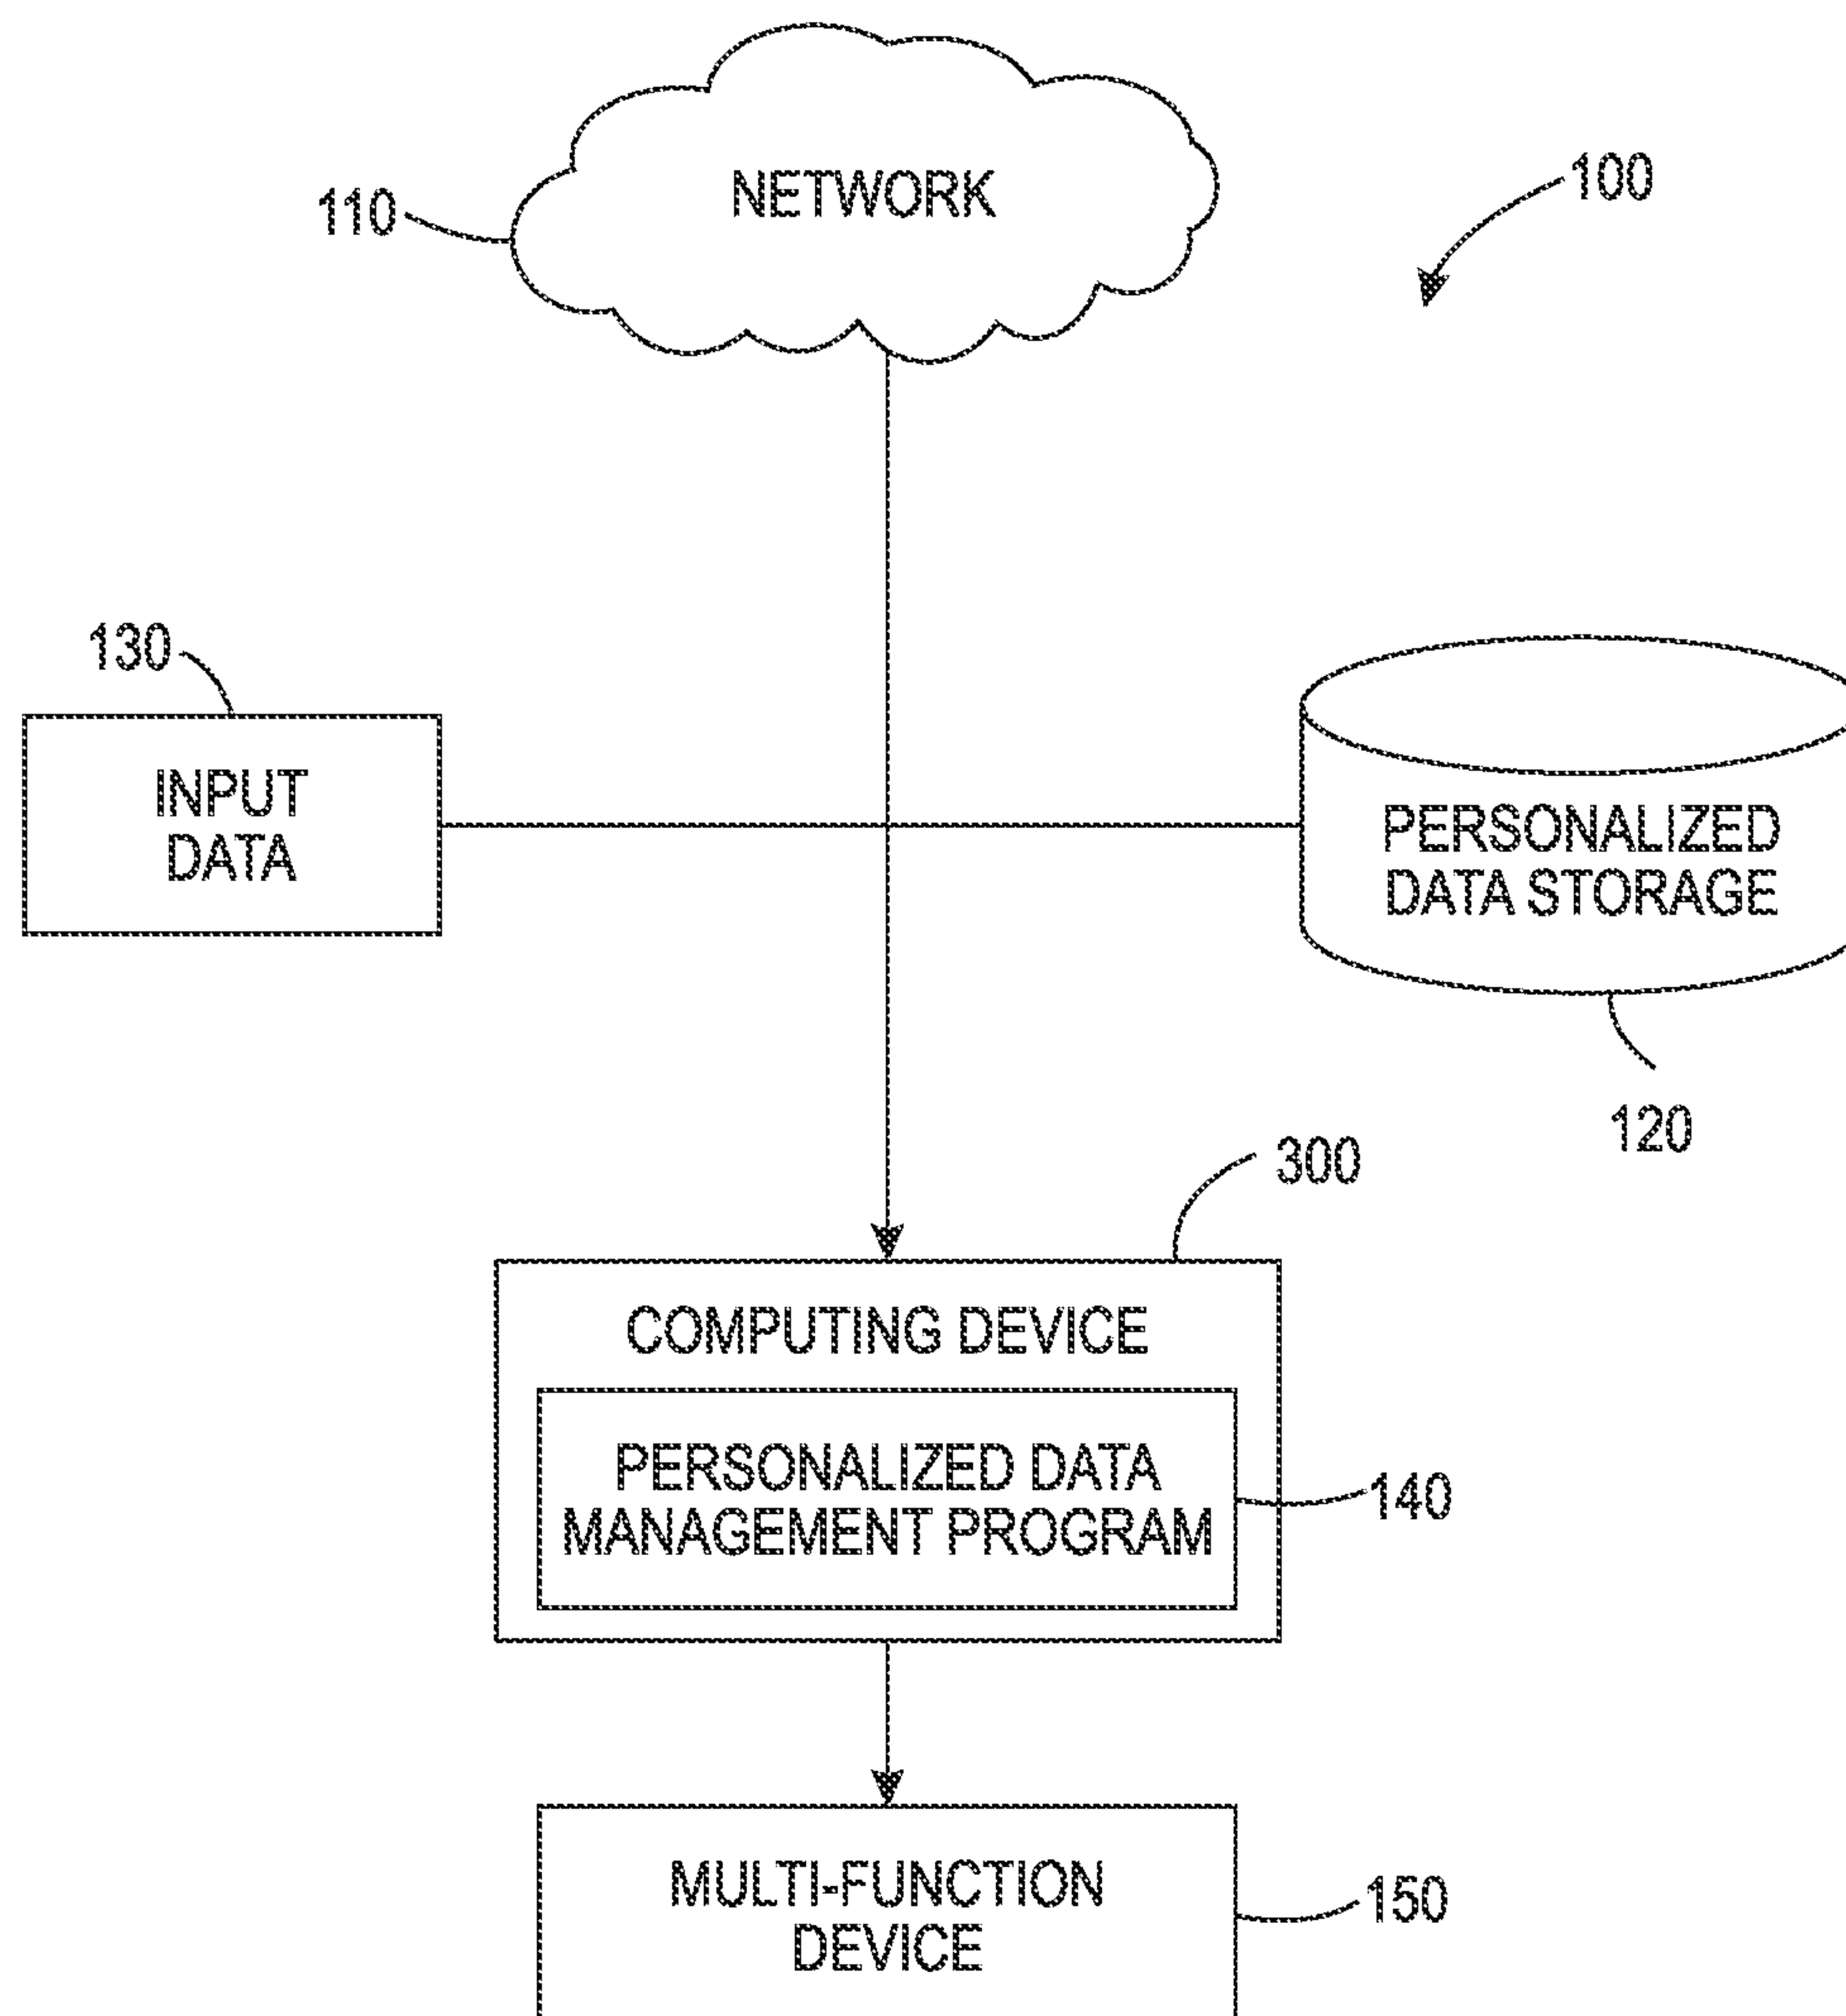 NETWORK
110
100
130
INPUT
DATA
PERSONALIZED
DATA STORAGE
120
300
COMPUTING DEVICE
PERSONALIZED DATA
MANAGEMENT PROGRAM
140
MULTI-FUNCTION
DEVICE
150